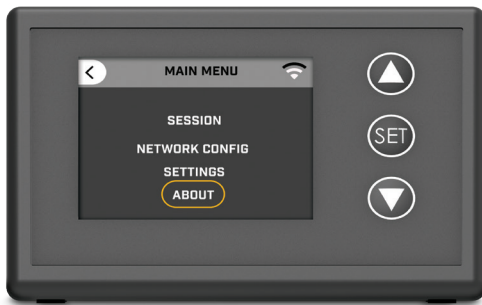 MAIN MENU
SESSION
NETWORK CONFIG
SETTINGS
ABOUT
SET